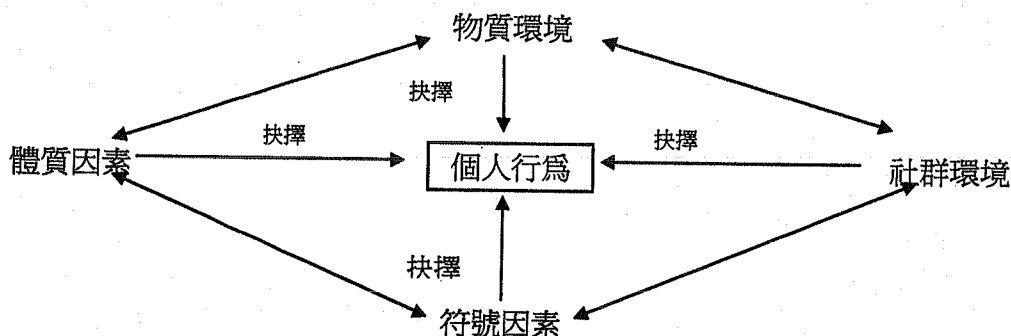 物質環境
抉擇
抉擇
抉擇
體質因素
個人行爲
社群環境
抉擇
符號因素